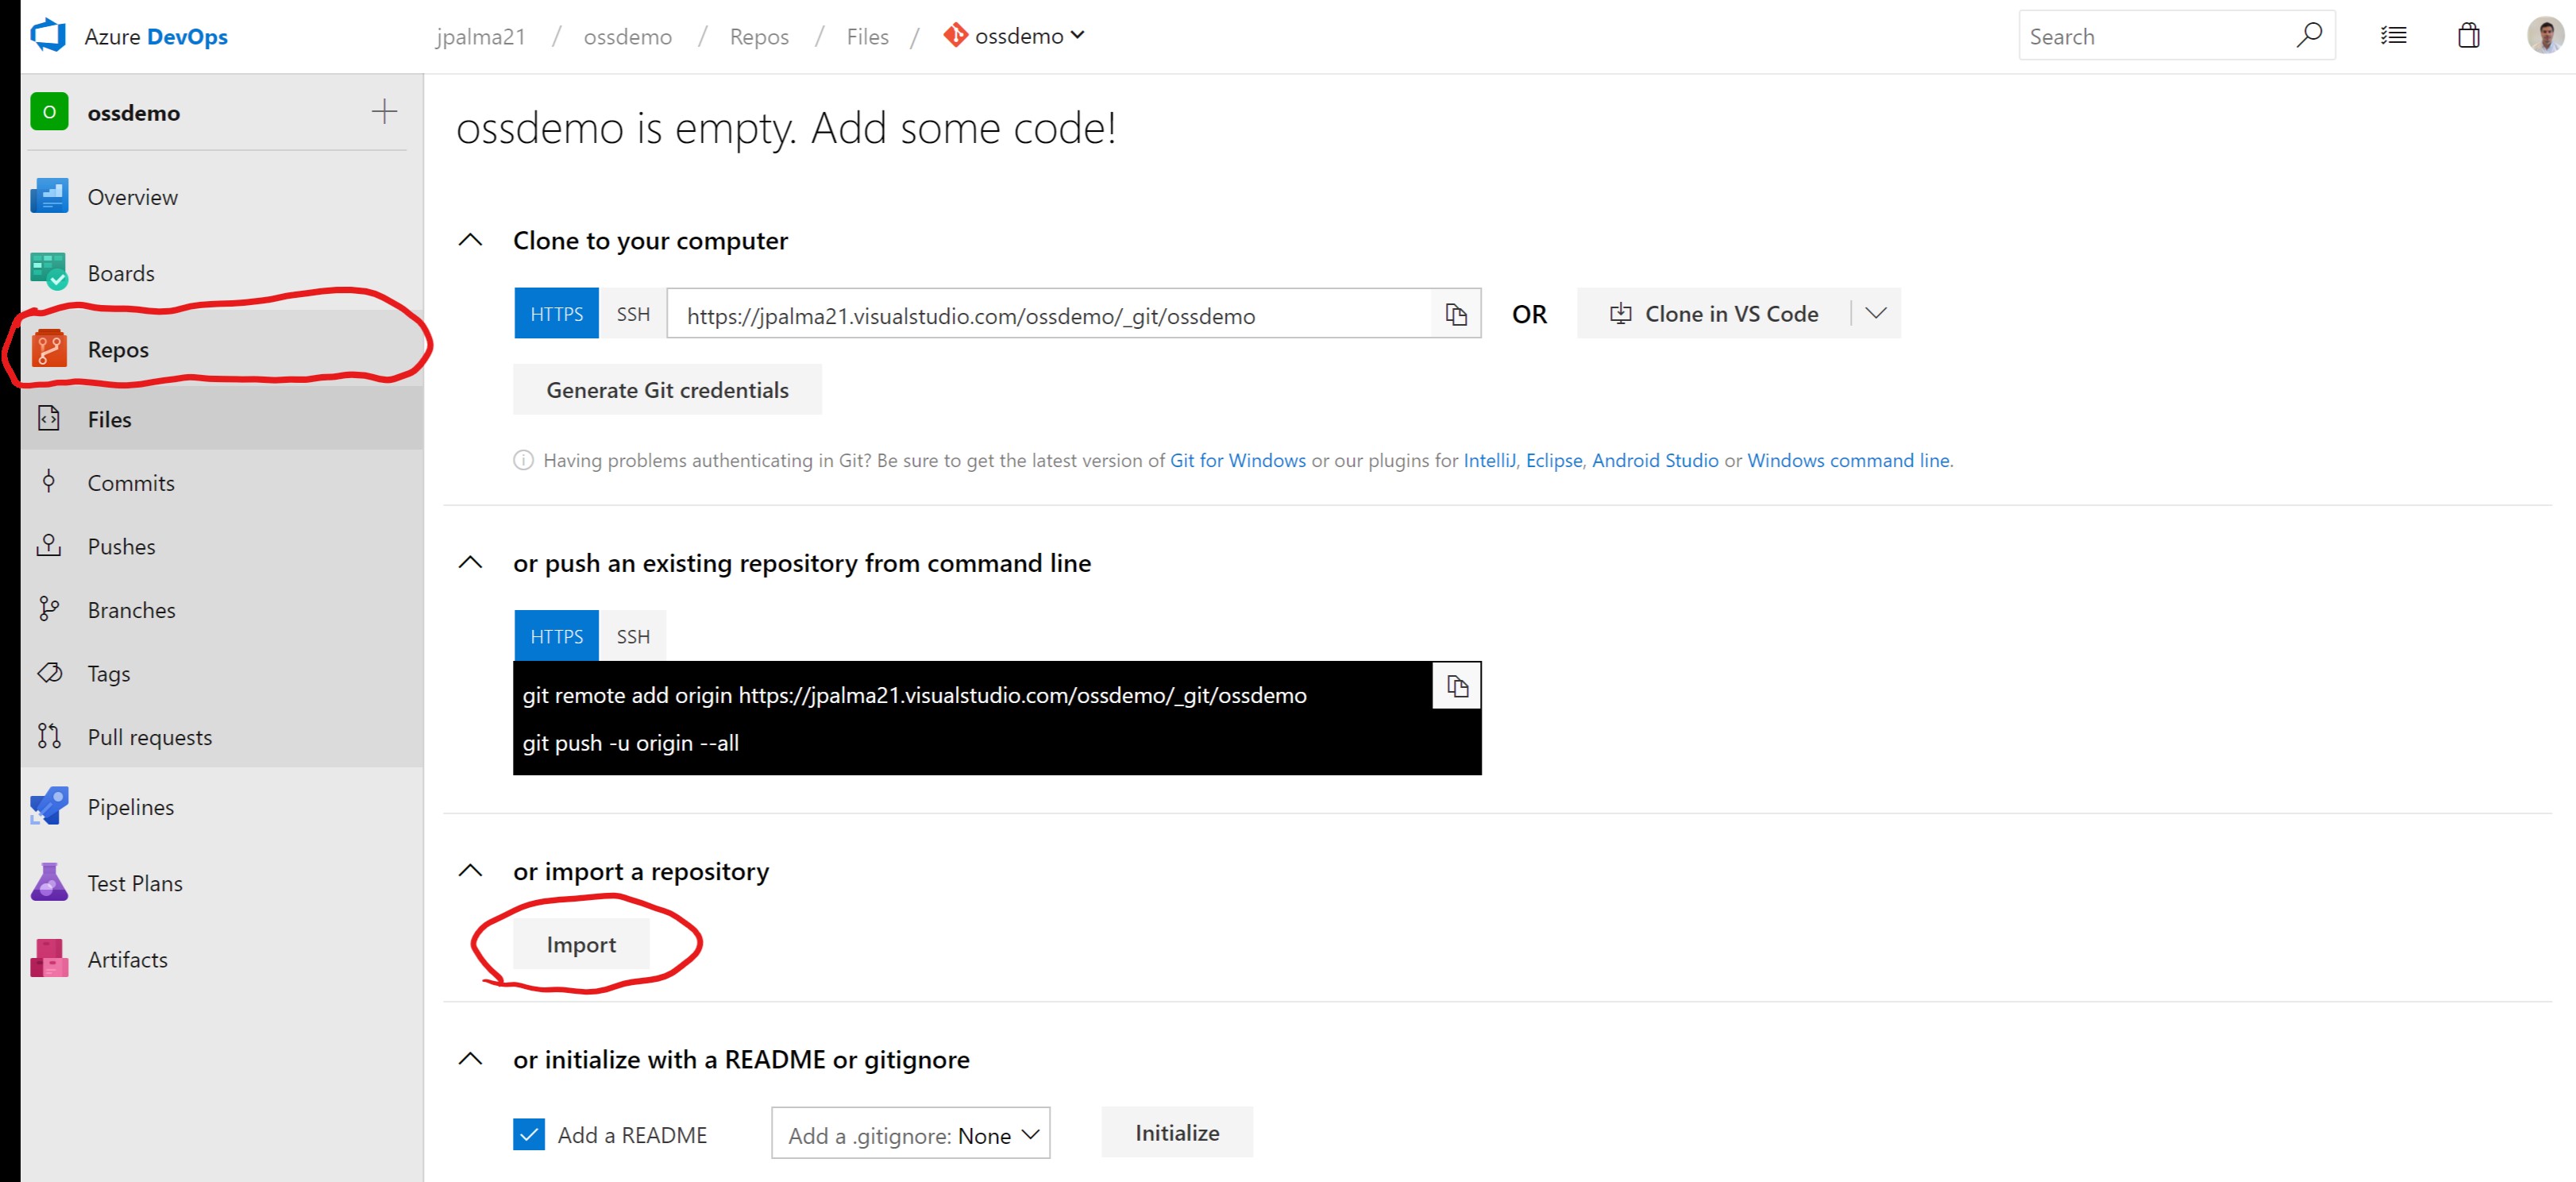 Azure DevOps
jpalma21 / ossdemo / Repos / Files / ossdemo
Search
O ossdemo
Overview
Boards
Repos
Files
Commits
Pushes
Branches
Tags
Pull requests
Pipelines
Test Plans
Artifacts
ossdemo is empty. Add some code!
Clone to your computer
HTTPS SSH https://jpalma21.visualstudio.com/ossdemo/_git/ossdemo OR Clone in VS Code
Generate Git credentials
Having problems authenticating in Git? Be sure to get the latest version of Git for Windows or our plugins for IntelliJ, Eclipse, Android Studio or Windows command line.
or push an existing repository from command line
HTTPS SSH
git remote add origin https://jpalma21.visualstudio.com/ossdemo/_git/ossdemo
git push -u origin --all
or import a repository
Import
or initialize with a README or gitignore
Add a README Add a .gitignore: None Initialize